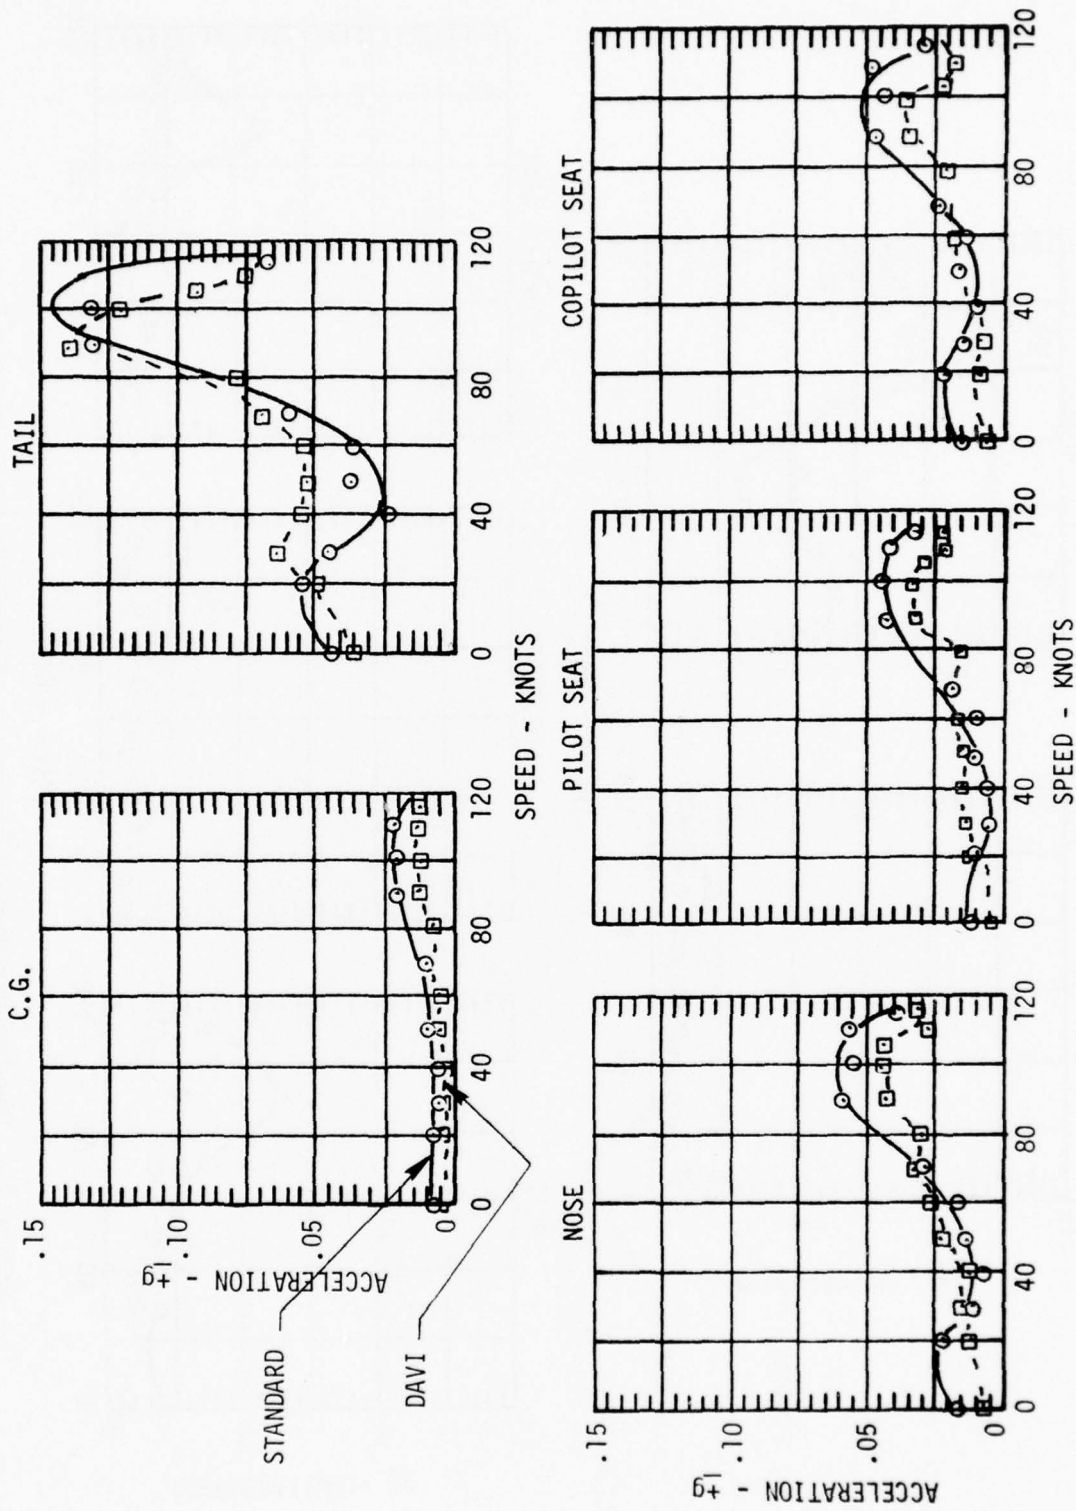 C.G.
TAIL
.15
.10
.05
0
ACCELERATION - ±g
0 40 80 120
0 40 80 120
SPEED - KNOTS
STANDARD
DAVI
NOSE
PILOT SEAT
COPILOT SEAT
.15
.10
.05
0
ACCELERATION - ±g
0 40 80 120
0 40 80 120
0 40 80 120
SPEED - KNOTS